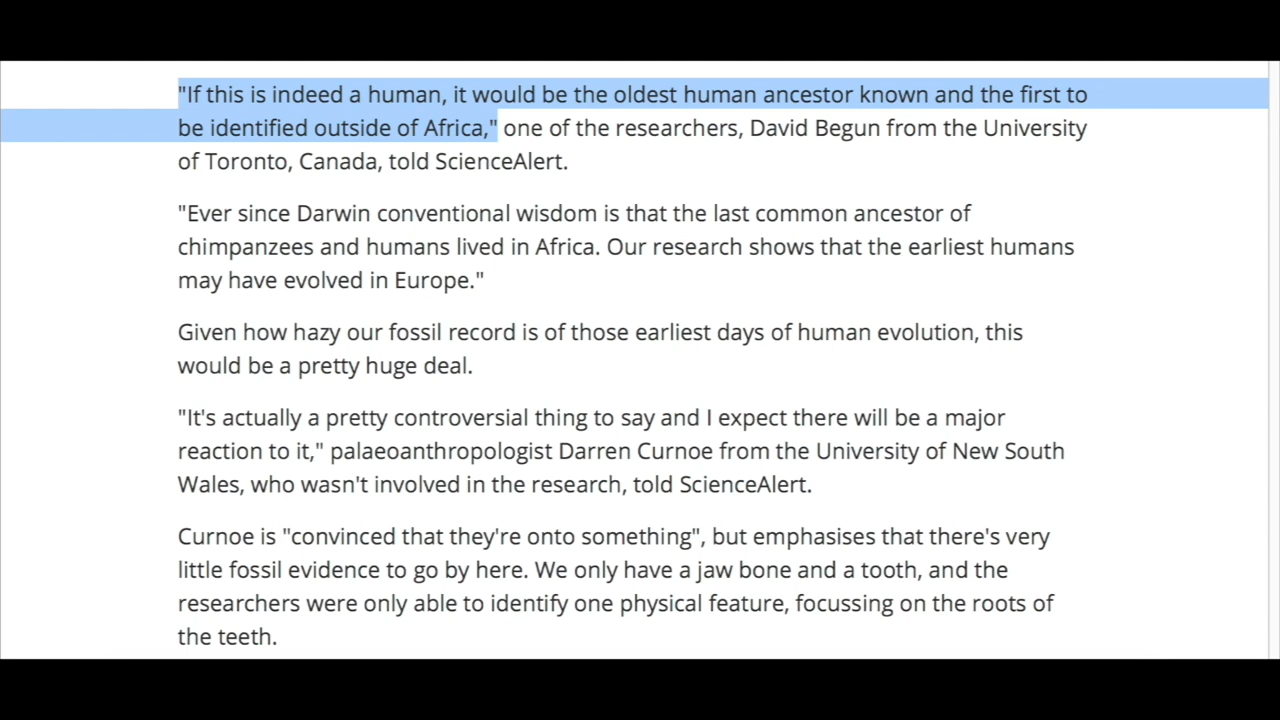 "If this is indeed a human, it would be the oldest human ancestor known and the first to
be identified outside of Africa," one of the researchers, David Begun from the University
of Toronto, Canada, told ScienceAlert.
"Ever since Darwin conventional wisdom is that the last common ancestor of
chimpanzees and humans lived in Africa. Our research shows that the earliest humans
may have evolved in Europe."
Given how hazy our fossil record is of those earliest days of human evolution, this
would be a pretty huge deal.
"It's actually a pretty controversial thing to say and I expect there will be a major
reaction to it," palaeoanthropologist Darren Curnoe from the University of New South
Wales, who wasn't involved in the research, told ScienceAlert.
Curnoe is "convinced that they're onto something", but emphasises that there's very
little fossil evidence to go by here. We only have a jaw bone and a tooth, and the
researchers were only able to identify one physical feature, focussing on the roots of
the teeth.